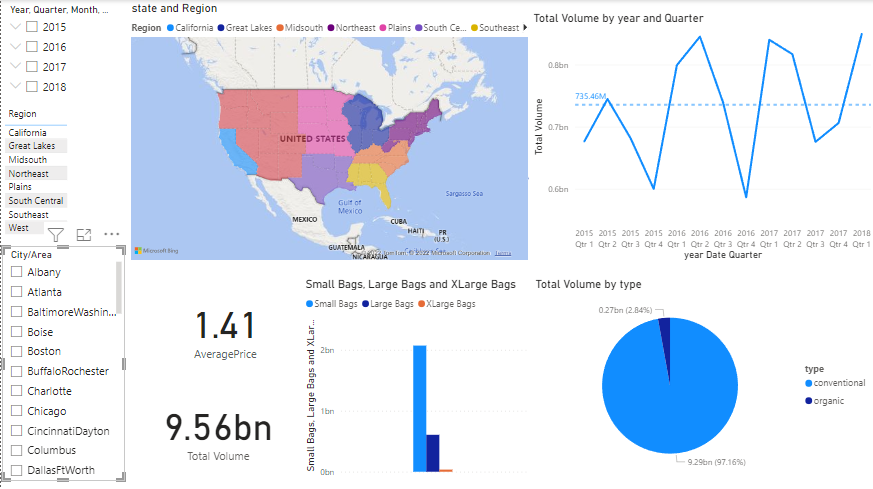 Year, Quarter, Month, ...
2015
2016
2017
2018
Region
California
Great Lakes
Midsouth
Northeast
Plains
South Central
Southeast
West
City/Area
Albany
Atlanta
BaltimoreWashin...
Boise
Boston
BuffaloRochester
Charlotte
Chicago
CincinnatiDayton
Columbus
DallasFtWorth
state and Region
Region California Great Lakes Midsouth Northeast Plains South Ce... Southeast
UNITED STATES
Gulf of
Mexico
Sargasso Sea
MEXICO
CUBA
HAITI
PR
(U.S.)
GUATEMALA
NICARAGUA
Microsoft Bing
© 2022 Microsoft Corporation Terms
1.41
AveragePrice
9.56bn
Total Volume
Small Bags, Large Bags and XLarge Bags
Small Bags Large Bags XLarge Bags
Small Bags, Large Bags and XLar...
2bn
1bn
0bn
Total Volume by year and Quarter
Total Volume
0.8bn
735.46M
0.7bn
0.6bn
2015 2015 2015 2015 2016 2016 2016 2016 2017 2017 2017 2017 2018
Qtr 1 Qtr 2 Qtr 3 Qtr 4 Qtr 1 Qtr 2 Qtr 3 Qtr 4 Qtr 1 Qtr 2 Qtr 3 Qtr 4 Qtr 1
year Date Quarter
Total Volume by type
0.27bn (2.84%)
9.29bn (97.16%)
type
conventional
organic